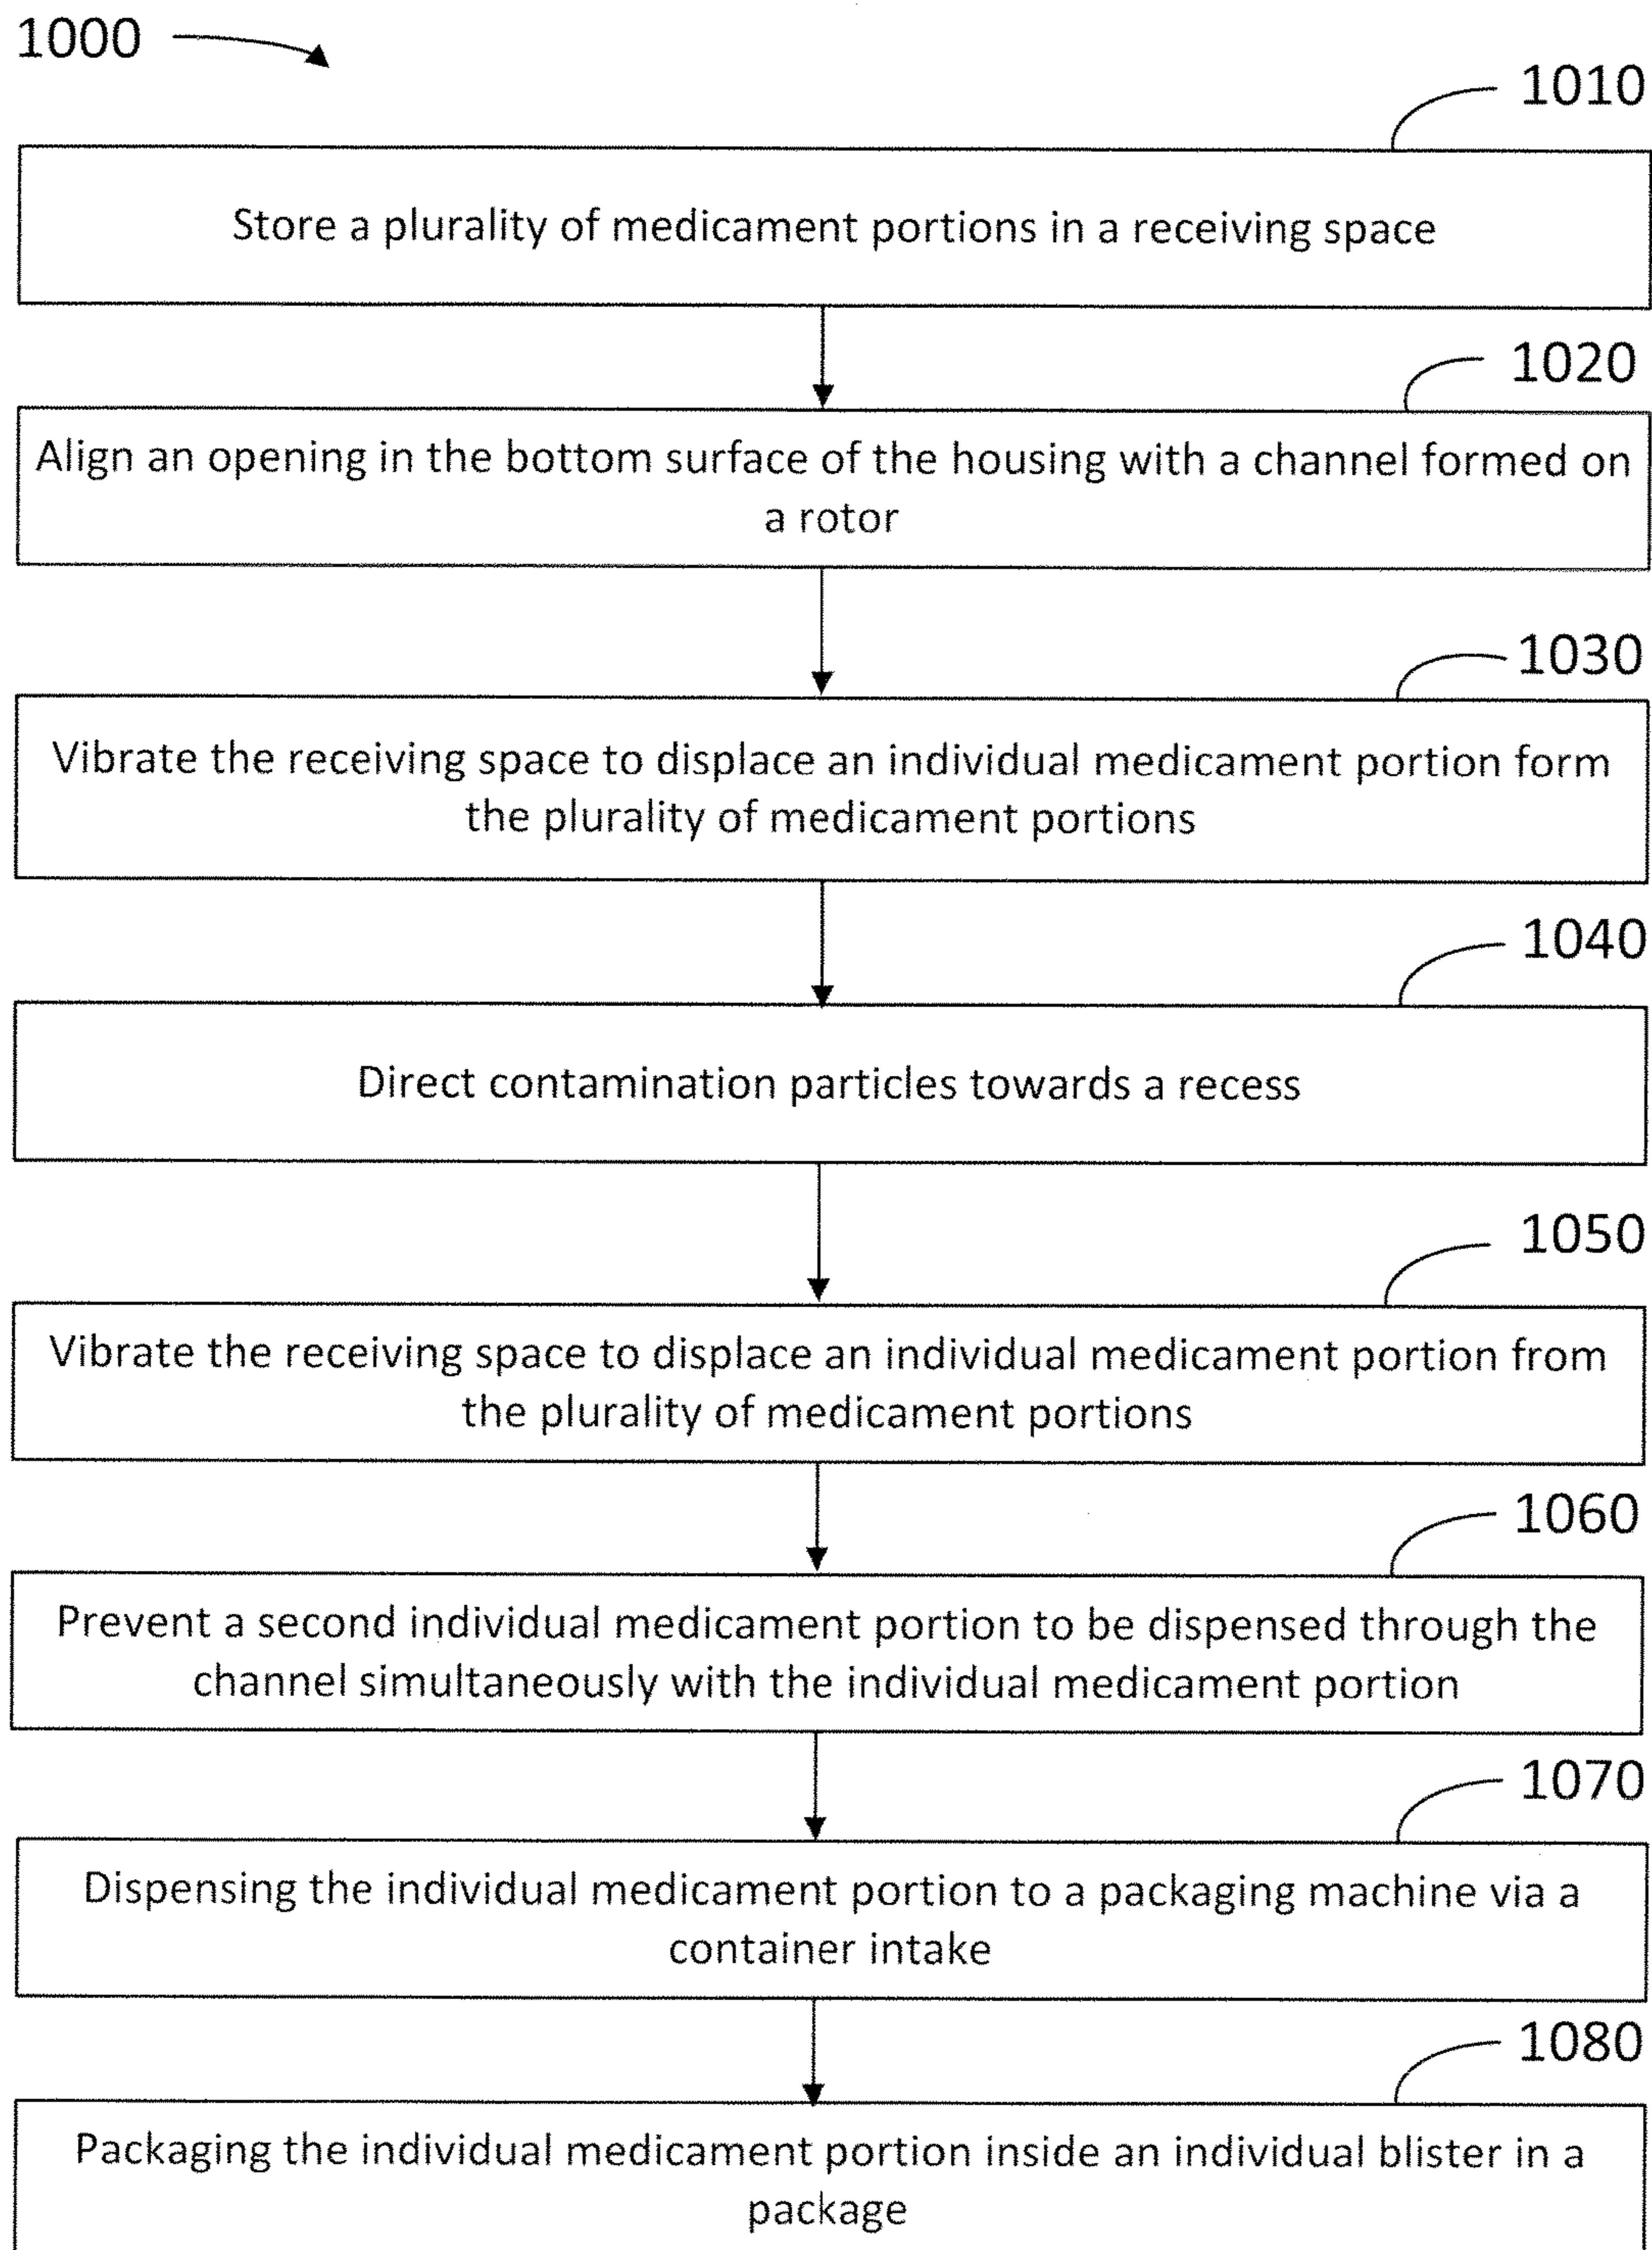 1000
1010
Store a plurality of medicament portions in a receiving space
1020
Align an opening in the bottom surface of the housing with a channel formed on
a rotor
1030
Vibrate the receiving space to displace an individual medicament portion form
the plurality of medicament portions
1040
Direct contamination particles towards a recess
1050
Vibrate the receiving space to displace an individual medicament portion from
the plurality of medicament portions
1060
Prevent a second individual medicament portion to be dispensed through the
channel simultaneously with the individual medicament portion
1070
Dispensing the individual medicament portion to a packaging machine via a
container intake
1080
Packaging the individual medicament portion inside an individual blister in a
package